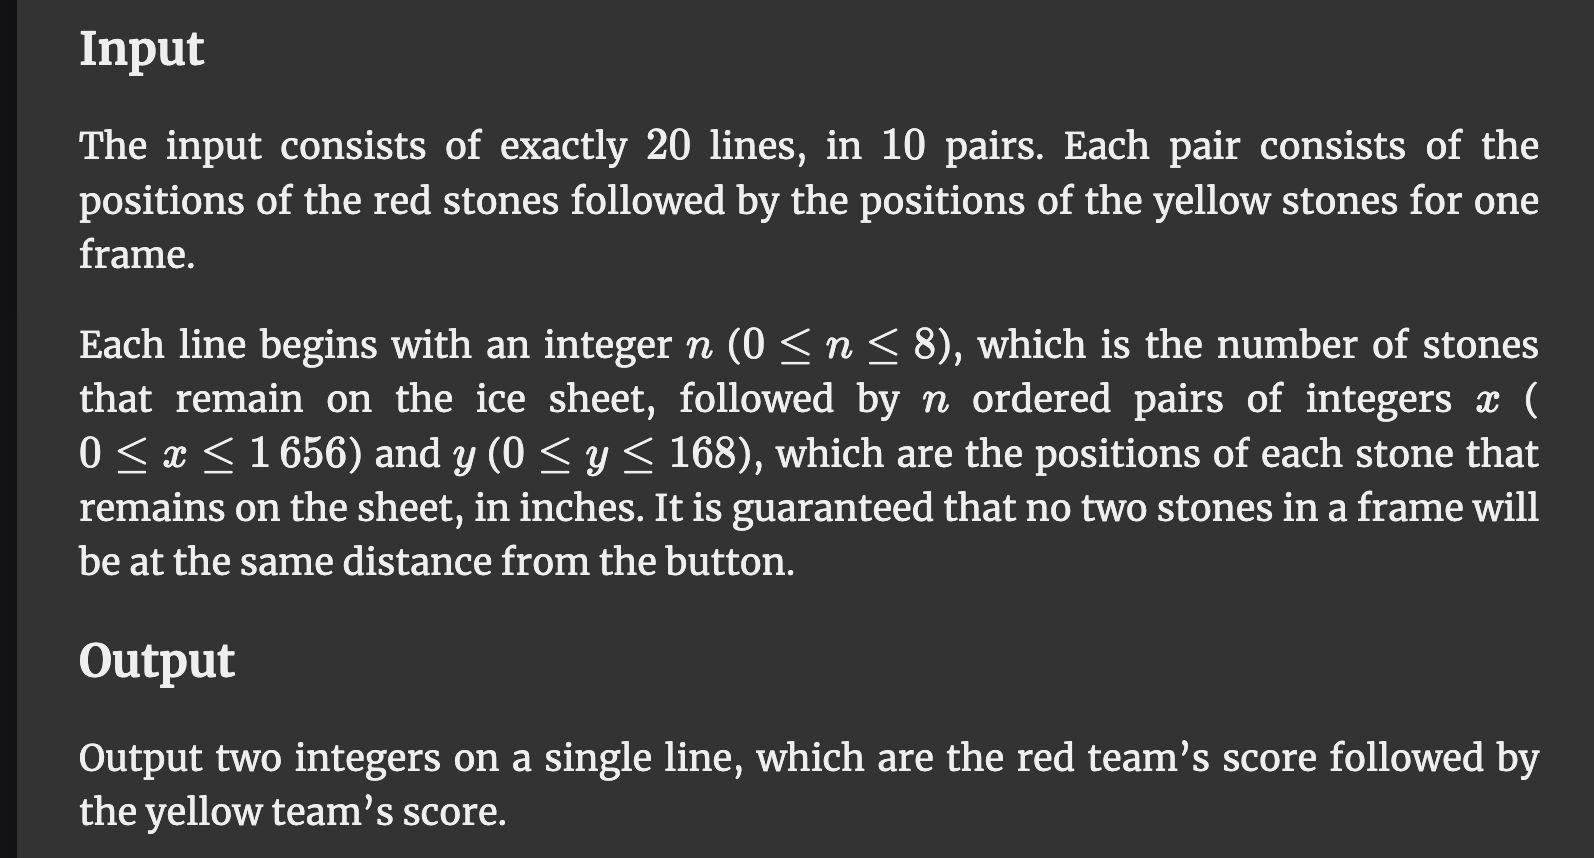 Input
The input consists of exactly 20 lines, in 10 pairs. Each pair consists of the
positions of the red stones followed by the positions of the yellow stones for one
frame.
Each line begins with an integer n (0 ≤ n ≤ 8), which is the number of stones
that remain on the ice sheet, followed by n ordered pairs of integers x (
0 ≤ x ≤ 1 656) and y (0 ≤ y ≤ 168), which are the positions of each stone that
remains on the sheet, in inches. It is guaranteed that no two stones in a frame will
be at the same distance from the button.
Output
Output two integers on a single line, which are the red team’s score followed by
the yellow team’s score.